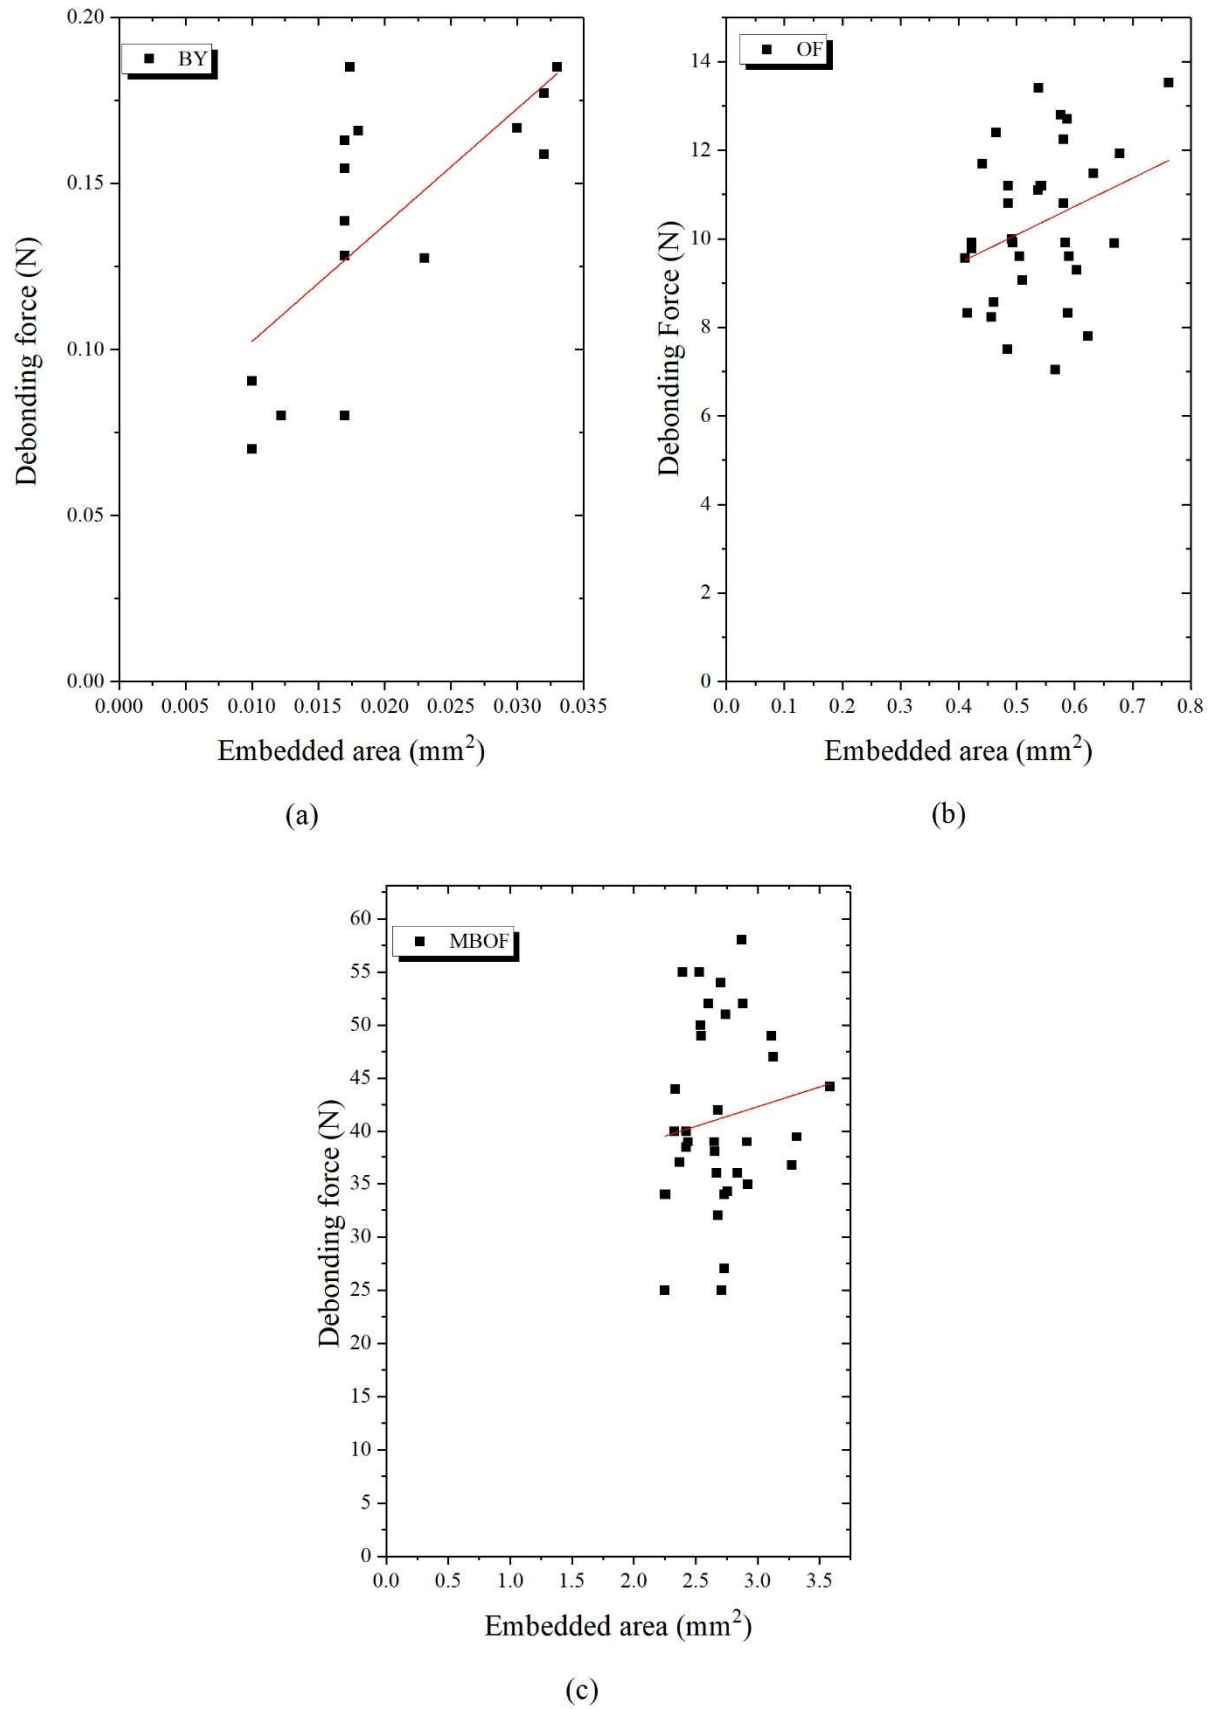 (a)
BY
0.20
0.15
0.10
0.05
0.00
Debonding force (N)
0.000 0.005 0.010 0.015 0.020 0.025 0.030 0.035
Embedded area (mm²)
(a)
OF
14
12
10
8
6
4
2
0
Debonding Force (N)
0.0 0.1 0.2 0.3 0.4 0.5 0.6 0.7 0.8
Embedded area (mm²)
(b)
MBOF
60
55
50
45
40
35
30
25
20
15
10
5
0
Debonding force (N)
0.0 0.5 1.0 1.5 2.0 2.5 3.0 3.5
Embedded area (mm²)
(c)